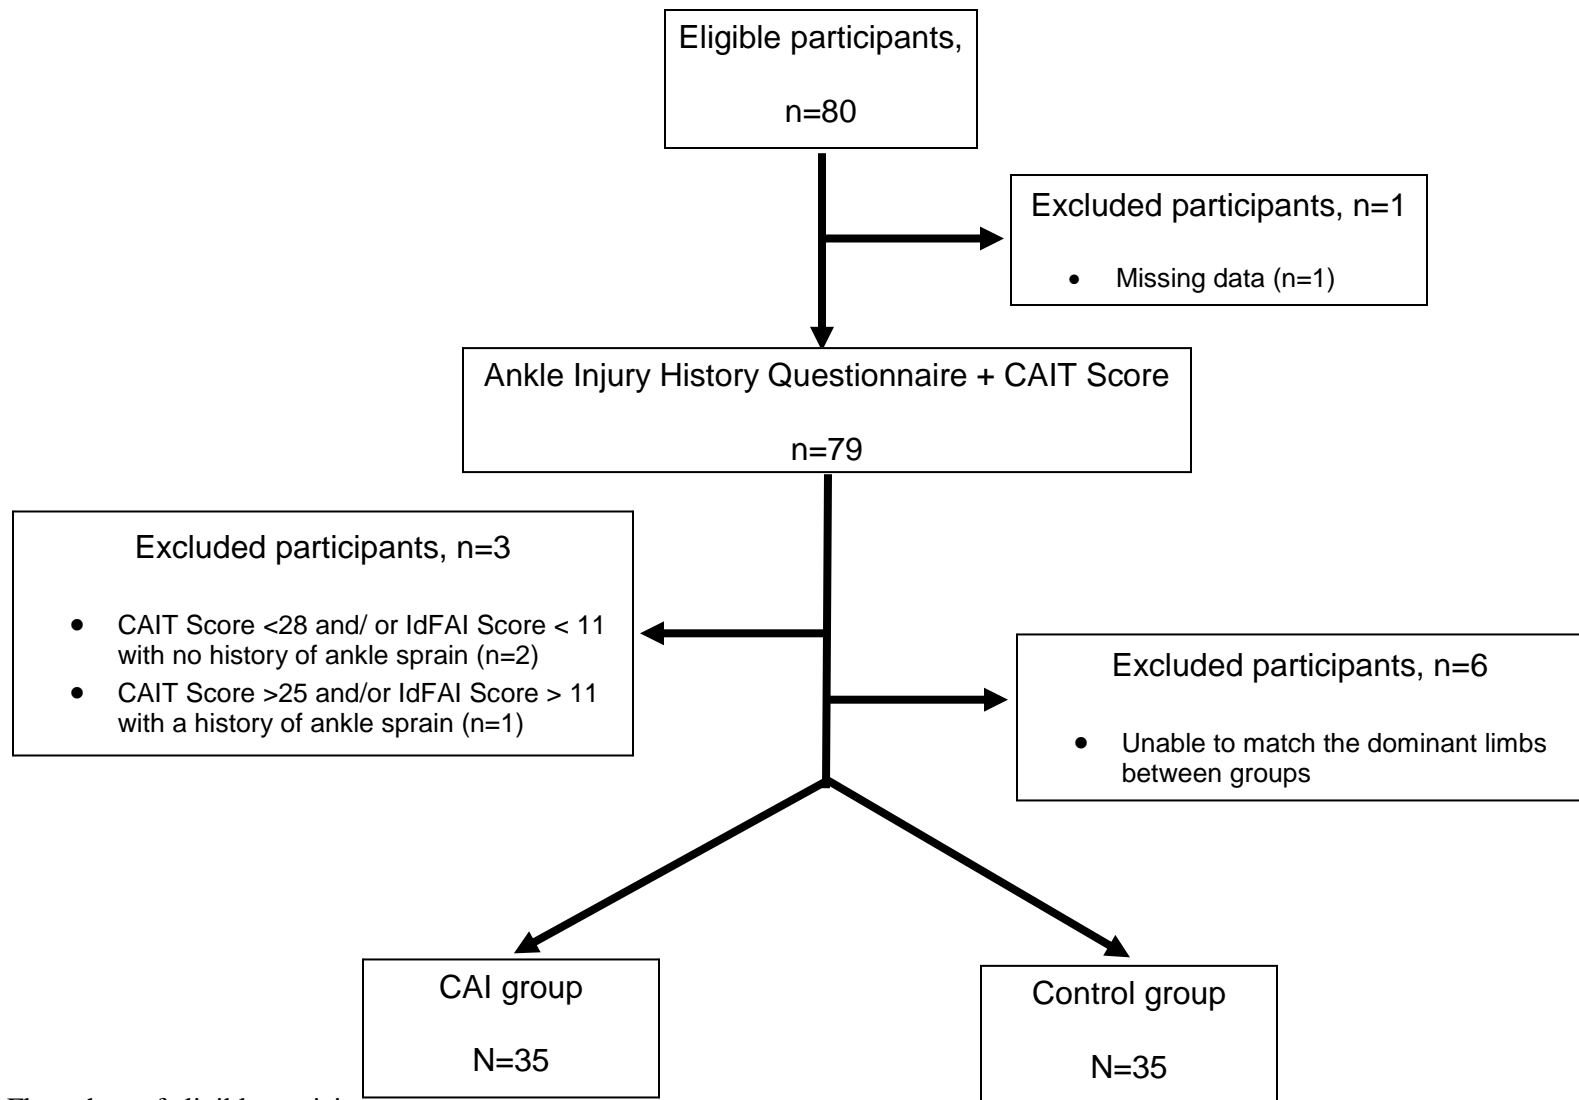 Eligible participants,
n=80
Excluded participants, n=1
• Missing data (n=1)
Ankle Injury History Questionnaire + CAIT Score
n=79
Excluded participants, n=3
• CAIT Score <28 and/ or IdFAI Score < 11
with no history of ankle sprain (n=2)
• CAIT Score >25 and/or IdFAI Score > 11
with a history of ankle sprain (n=1)
Excluded participants, n=6
• Unable to match the dominant limbs
between groups
CAI group
N=35
Control group
N=35